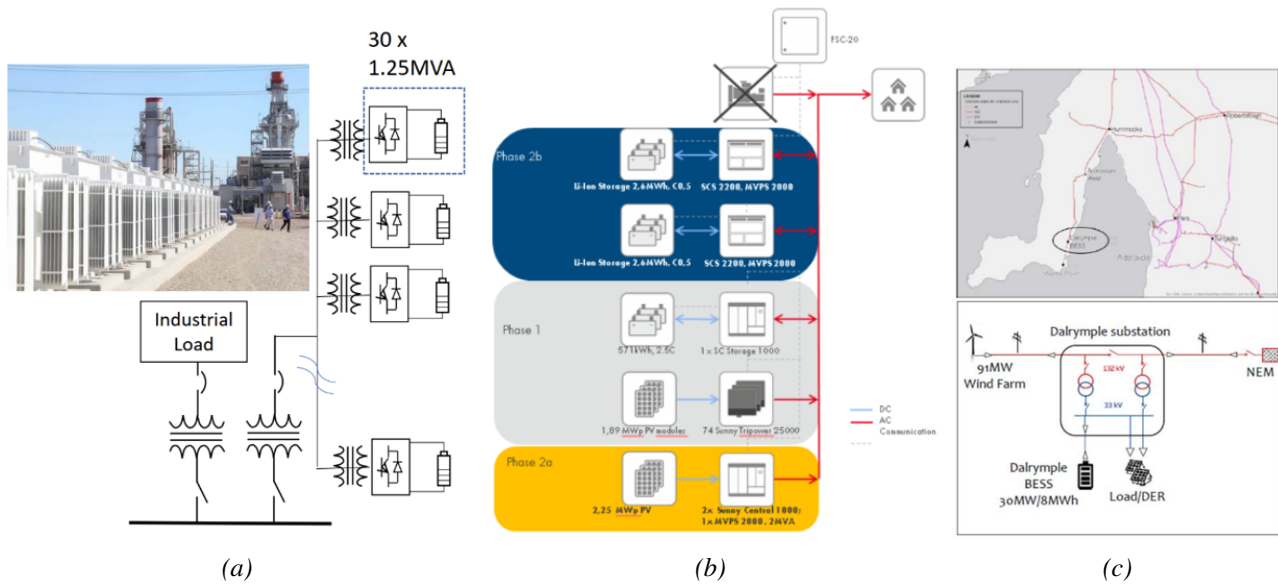 30 x
1.25MVA
Industrial
Load
(a)
FSC-20
Phase 2b
Li-Ion Storage 2,6MWh, C0,5
SCS 2200, MVPS 2000
Li-Ion Storage 2,6MWh, C0,5
SCS 2200, MVPS 2000
Phase 1
571kWh, 2.5C
1x SC Storage 1000
1,89 MWp PV modules
74 Sunny Tripower 25000
Phase 2a
2,25 MWp PV
2x Sunny Central 1000;
1x MVPS 2000, 2MVA
DC
AC
Communication
(b)
Hummocks
Dalrymple
BESS
Adelaide
Dalrymple substation
132 kV
33 kV
91MW
Wind Farm
NEM
Dalrymple
BESS
30MW/8MWh
Load/DER
(c)